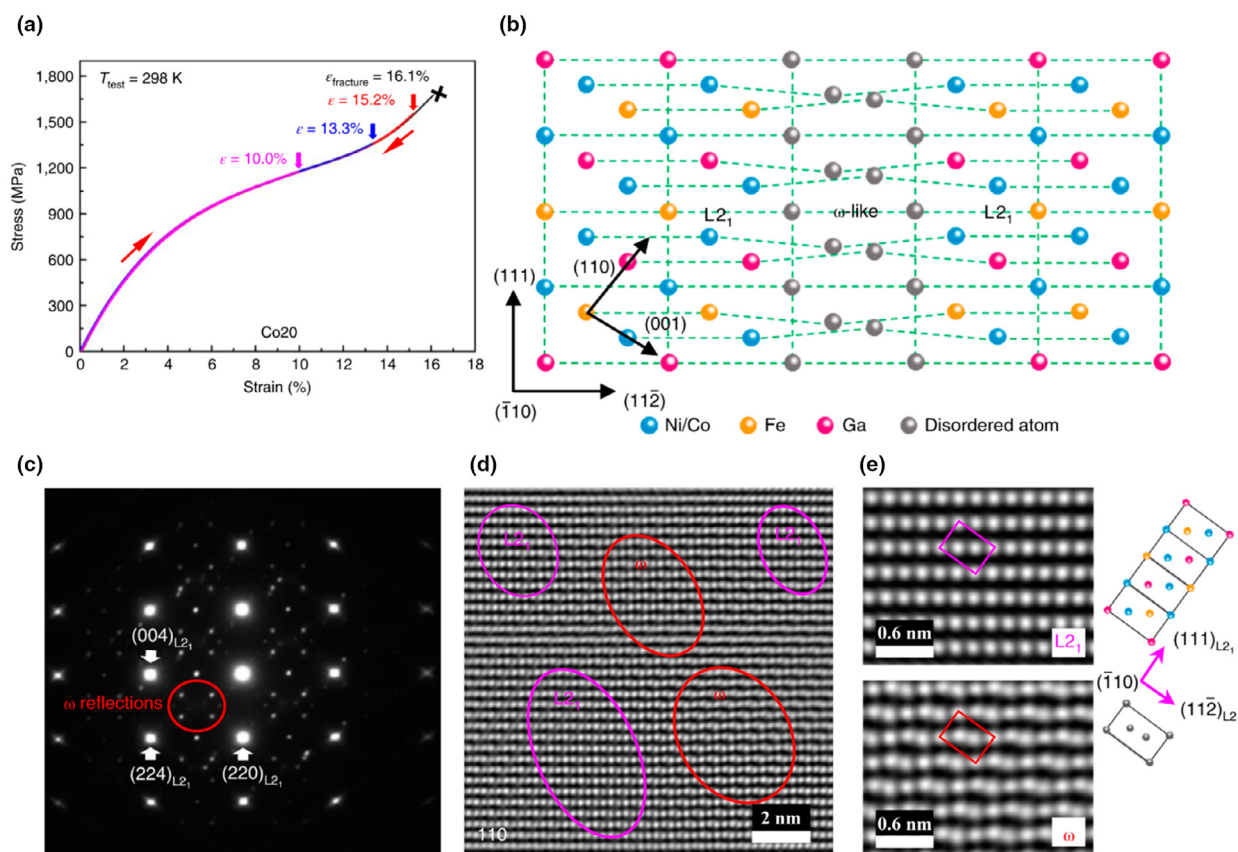 (a)
T_test = 298 K
ε_fracture = 16.1%
ε = 15.2%
ε = 13.3%
ε = 10.0%
1,800
1,500
1,200
900
600
300
0
Stress (MPa)
Co20
0 2 4 6 8 10 12 14 16 18
Strain (%)
(b)
L2₁
ω-like
L2₁
(111)
(110)
(001)
(1̄10)
(112̄)
Ni/Co
Fe
Ga
Disordered atom
(c)
(004)L2₁
ω reflections
(224)L2₁
(220)L2₁
(d)
L2₁
L2₁
ω
L2₁
ω
110
2 nm
(e)
0.6 nm
L2₁
(111)L2₁
(1̄10)
(112̄)L2
0.6 nm
ω